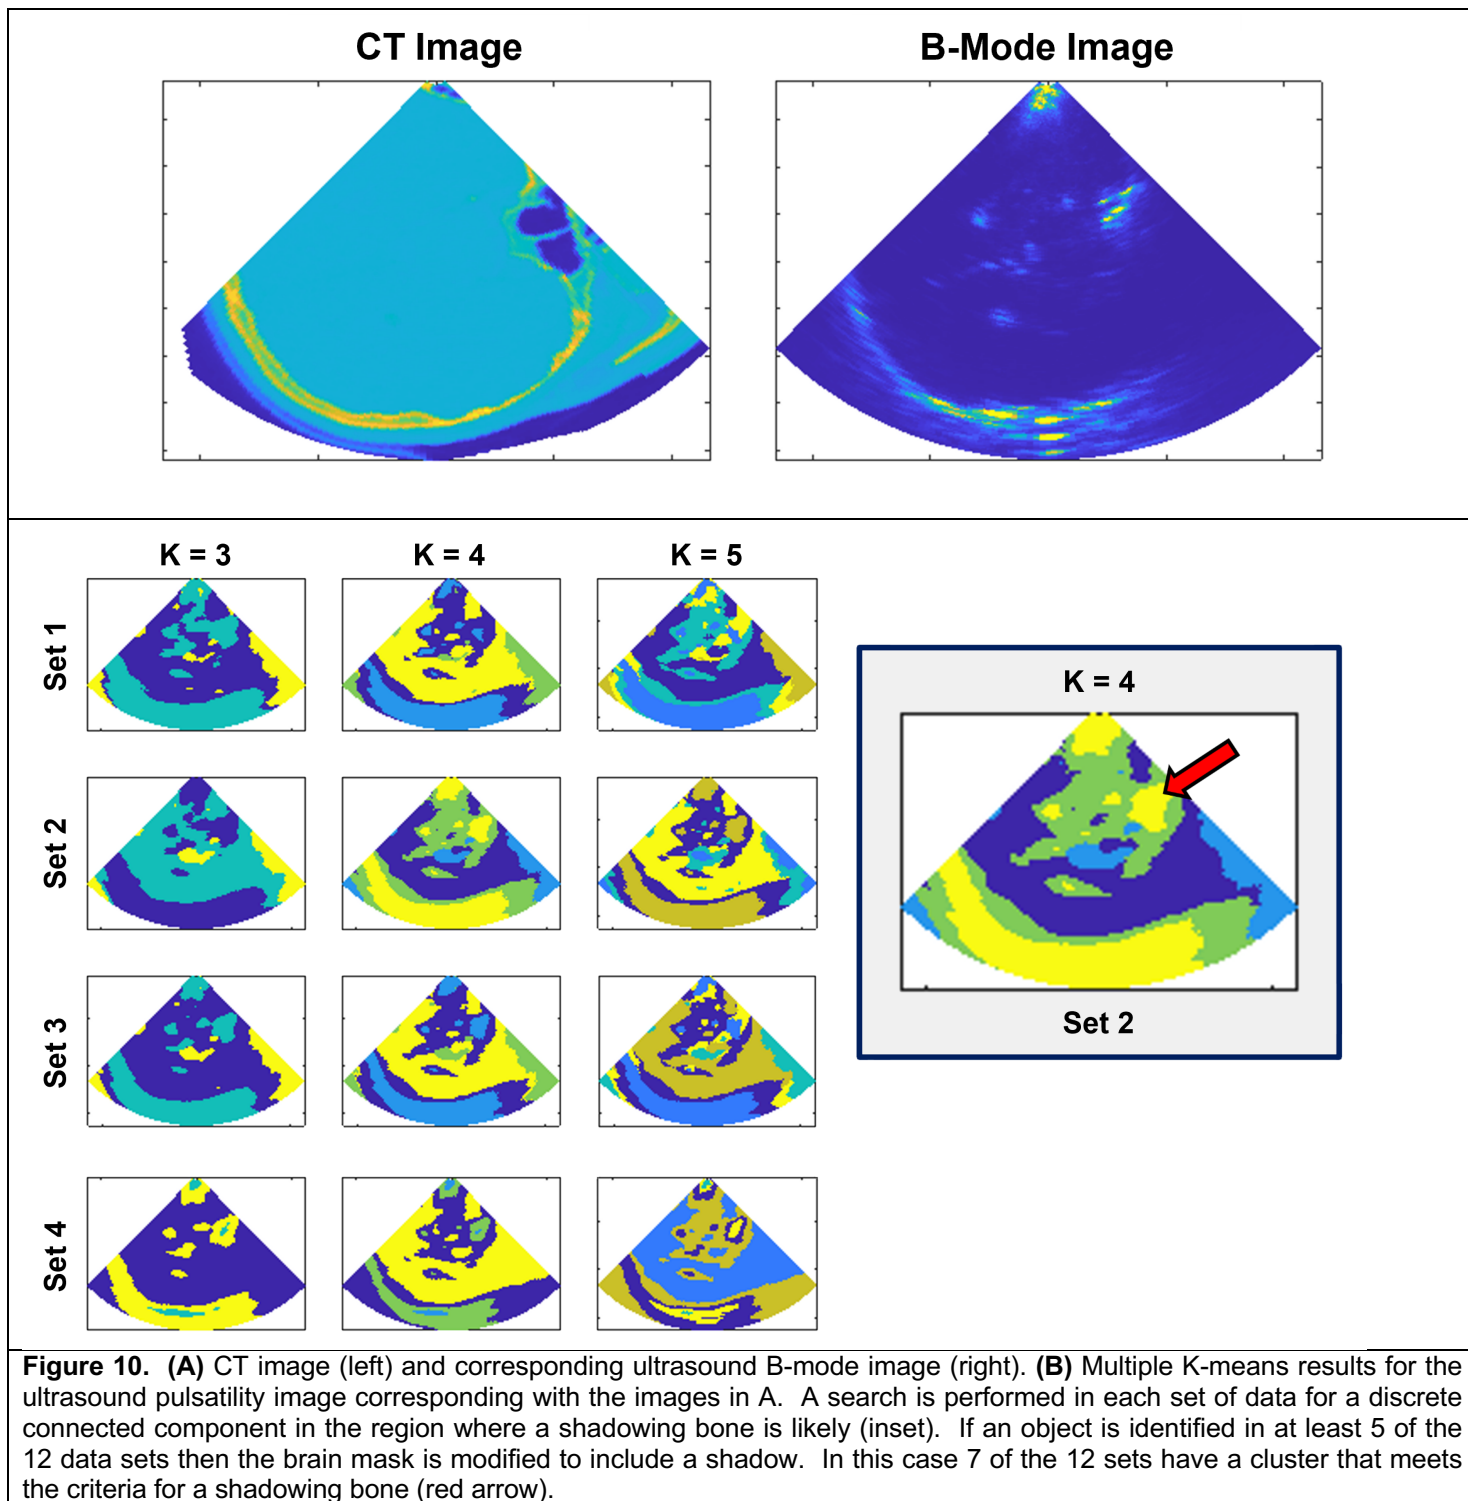 CT Image
B-Mode Image
K = 3
K = 4
K = 5
Set 1
Set 2
Set 3
Set 4
K = 4
Set 2
Figure 10. (A) CT image (left) and corresponding ultrasound B-mode image (right). (B) Multiple K-means results for the
ultrasound pulsatility image corresponding with the images in A. A search is performed in each set of data for a discrete
connected component in the region where a shadowing bone is likely (inset). If an object is identified in at least 5 of the
12 data sets then the brain mask is modified to include a shadow. In this case 7 of the 12 sets have a cluster that meets
the criteria for a shadowing bone (red arrow).